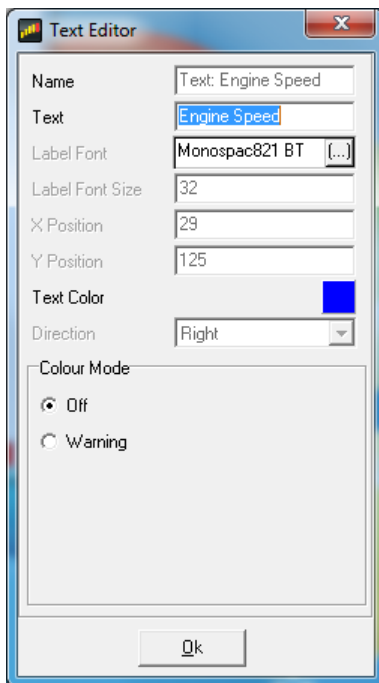 Text Editor
x
Name Text: Engine Speed
Text Engine Speed
Label Font Monospac821 BT (...)
Label Font Size 32
X Position 29
Y Position 125
Text Color
Direction Right
Colour Mode
Off
Warning
Ok